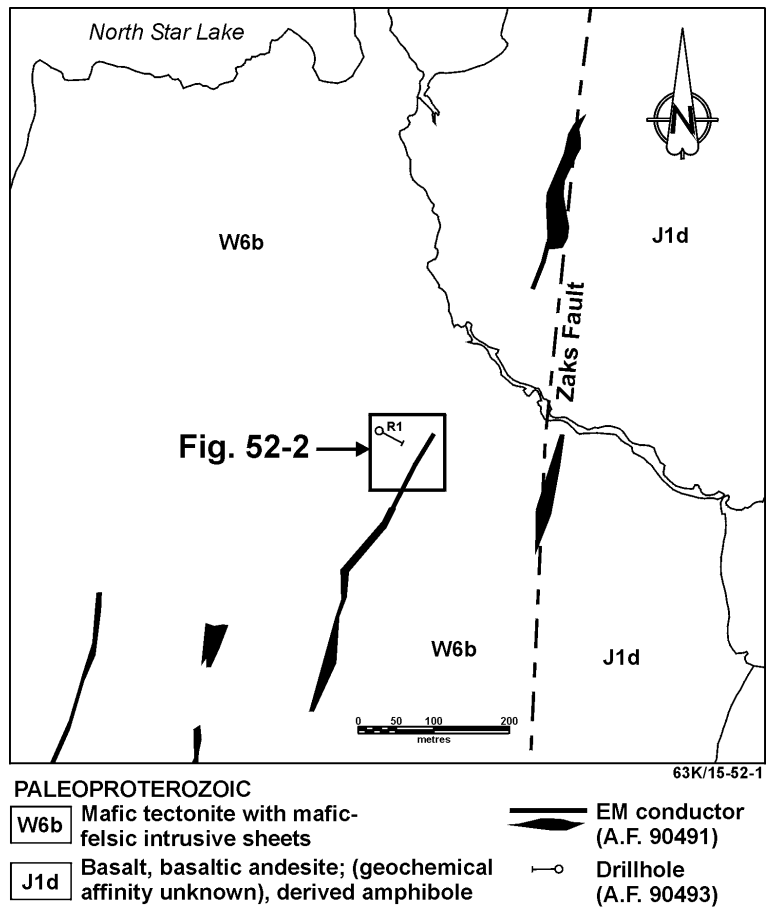 North Star Lake
N
W6b
J1d
Zaks Fault
R1
Fig. 52-2
W6b
J1d
0 50 100 200
metres
63K/15-52-1
PALEOPROTEROZOIC
W6b
Mafic tectonite with mafic-
felsic intrusive sheets
J1d
Basalt, basaltic andesite; (geochemical
affinity unknown), derived amphibole
EM conductor
(A.F. 90491)
Drillhole
(A.F. 90493)